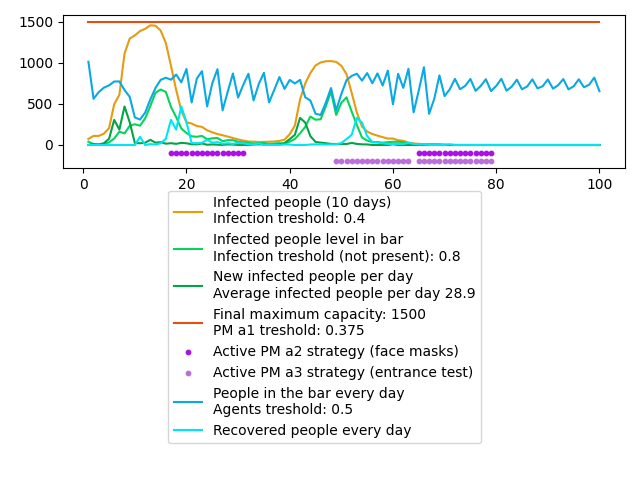 1500
1000
500
0
0
20
40
60
80
100
Infected people (10 days)
Infection treshold: 0.4
Infected people level in bar
Infection treshold (not present): 0.8
New infected people per day
Average infected people per day 28.9
Final maximum capacity: 1500
PM a1 treshold: 0.375
Active PM a2 strategy (face masks)
Active PM a3 strategy (entrance test)
People in the bar every day
Agents treshold: 0.5
Recovered people every day